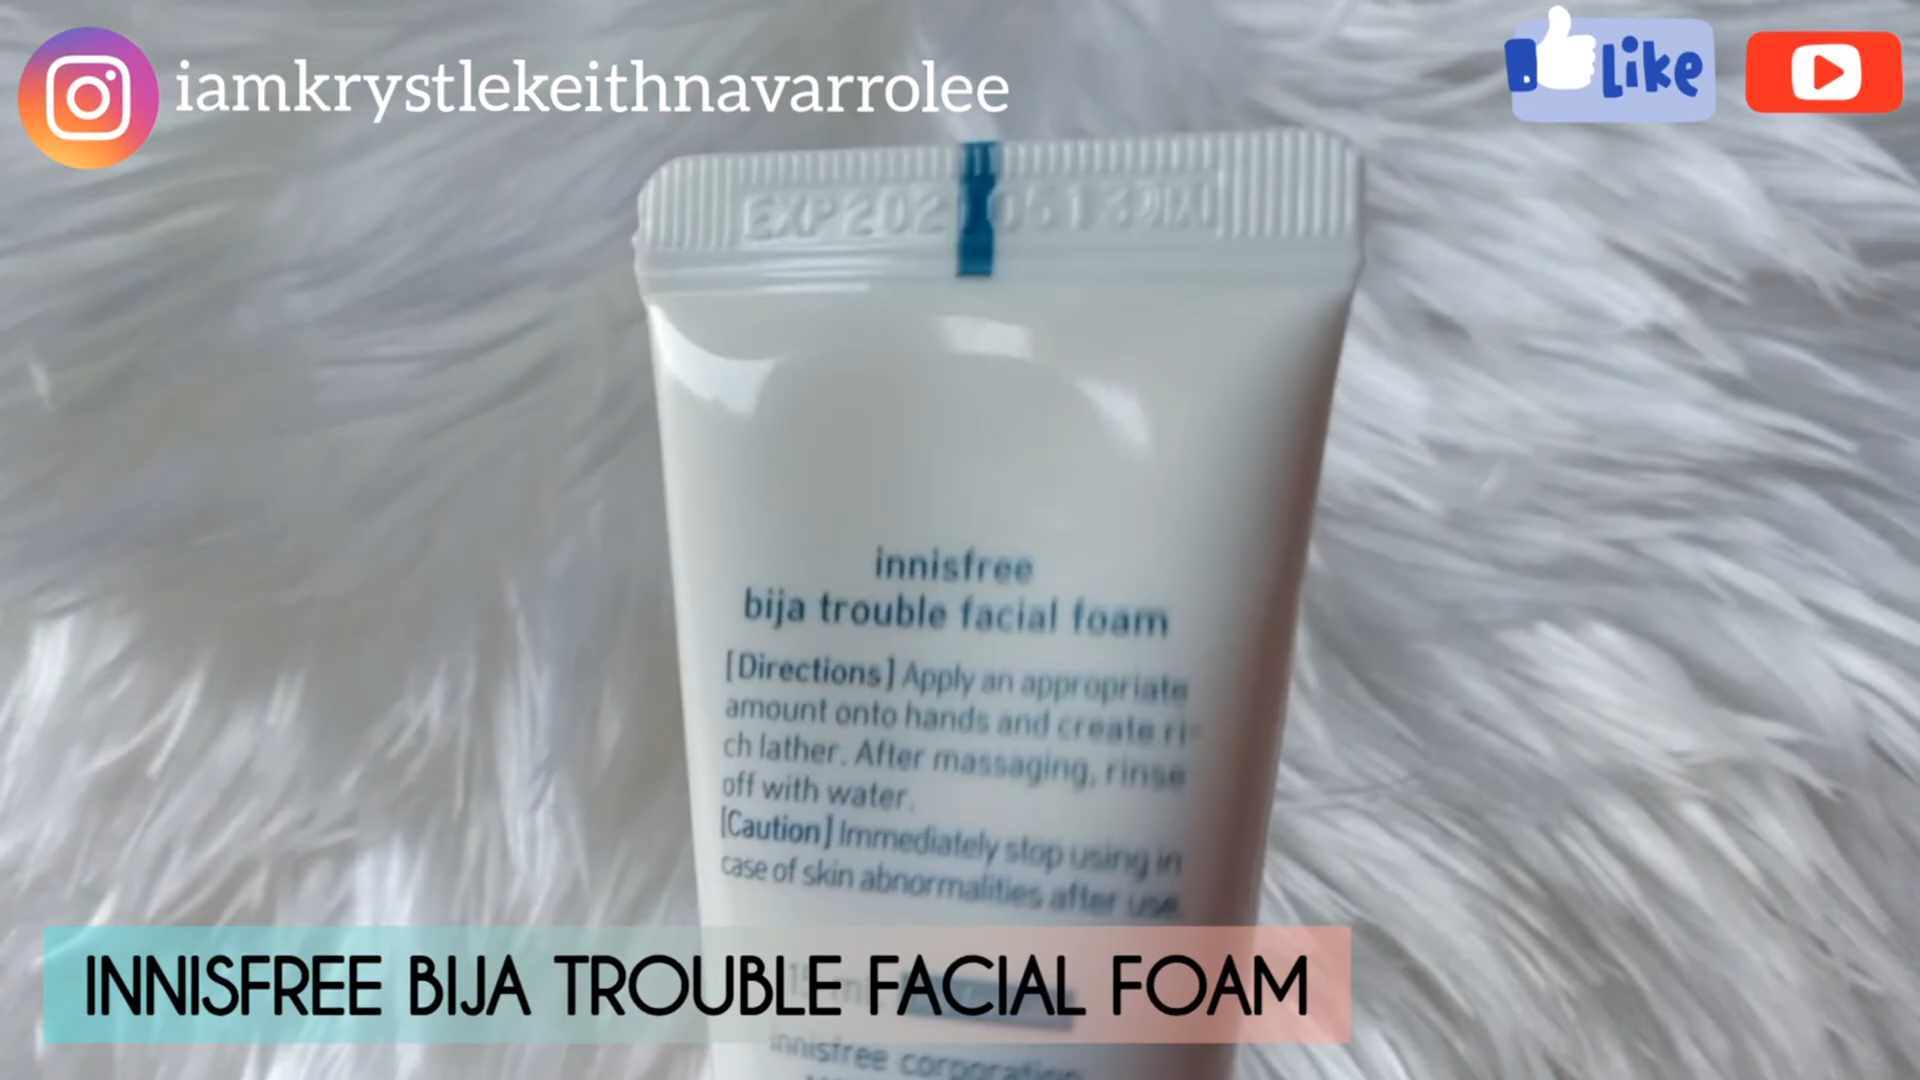 iamkrystlekeithnavarrolee
Like
EXP202
innisfree
bija trouble facial foam
[Directions] Apply an appropriate
amount onto hands and create ri-
ch lather. After massaging, rinse
off with water.
[Caution] Immediately stop using in
case of skin abnormalities after use.
INNISFREE BIJA TROUBLE FACIAL FOAM
innisfree corporation